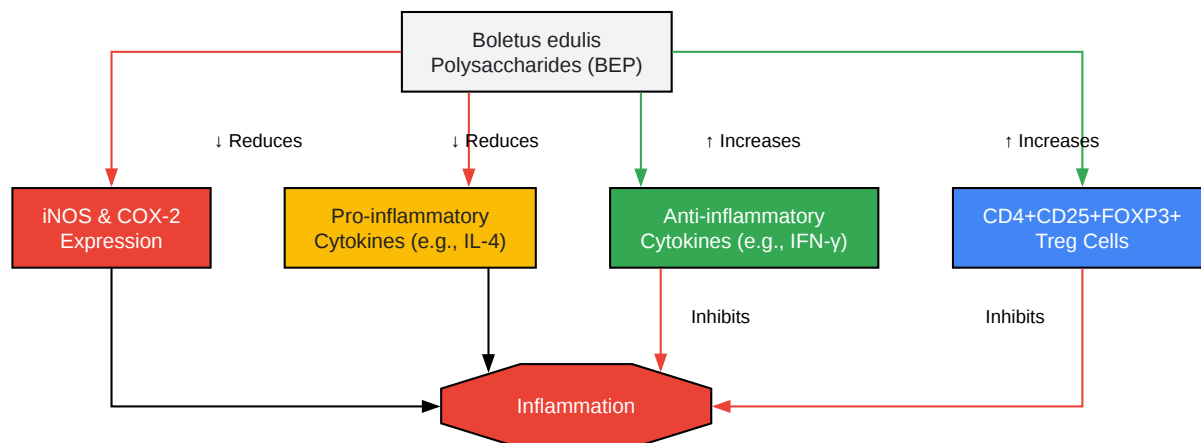 Boletus edulis
Polysaccharides (BEP)
↓ Reduces
↓ Reduces
↑ Increases
↑ Increases
iNOS & COX-2
Expression
Pro-inflammatory
Cytokines (e.g., IL-4)
Anti-inflammatory
Cytokines (e.g., IFN-γ)
CD4+CD25+FOXP3+
Treg Cells
Inhibits
Inhibits
Inflammation